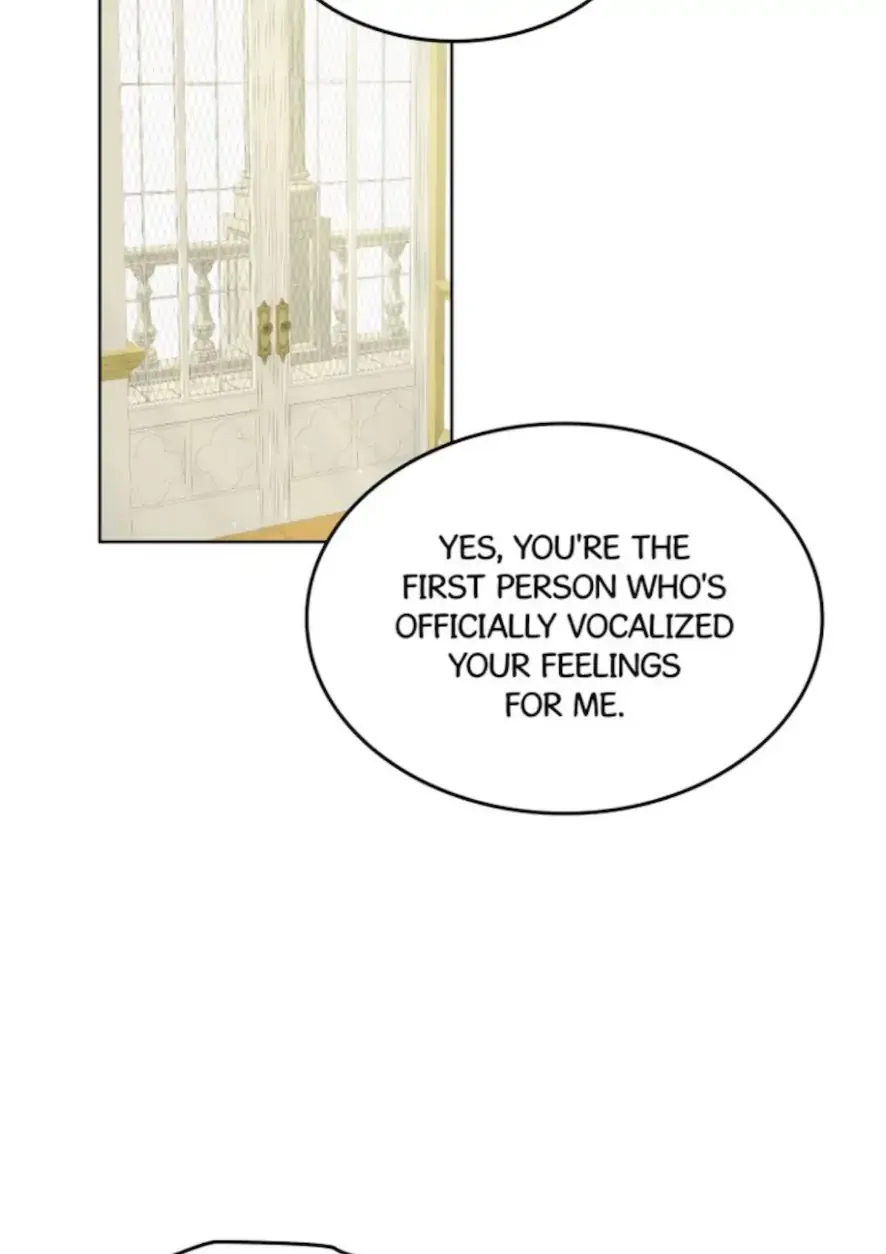 YES, YOU'RE THE
FIRST PERSON WHO'S
OFFICIALLY VOCALIZED
YOUR FEELINGS
FOR ME.